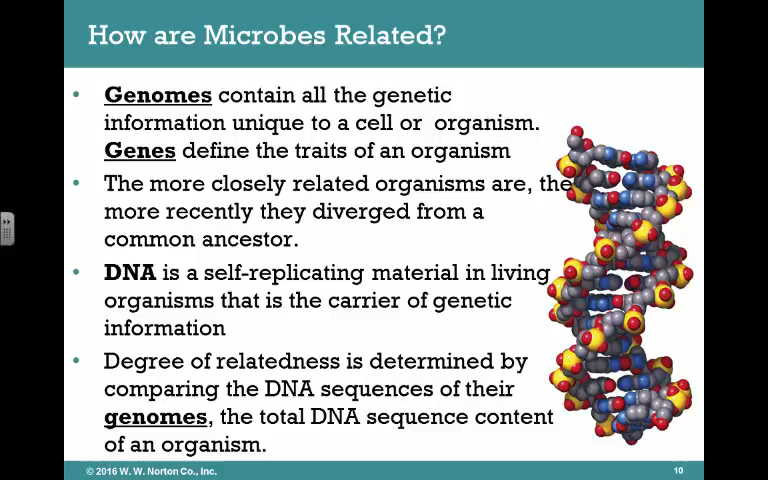 How are Microbes Related?
• Genomes contain all the genetic
information unique to a cell or organism.
Genes define the traits of an organism
• The more closely related organisms are, the
more recently they diverged from a
common ancestor.
• DNA is a self-replicating material in living
organisms that is the carrier of genetic
information
• Degree of relatedness is determined by
comparing the DNA sequences of their
genomes, the total DNA sequence content
of an organism.
© 2016 W. W. Norton Co., Inc.
10